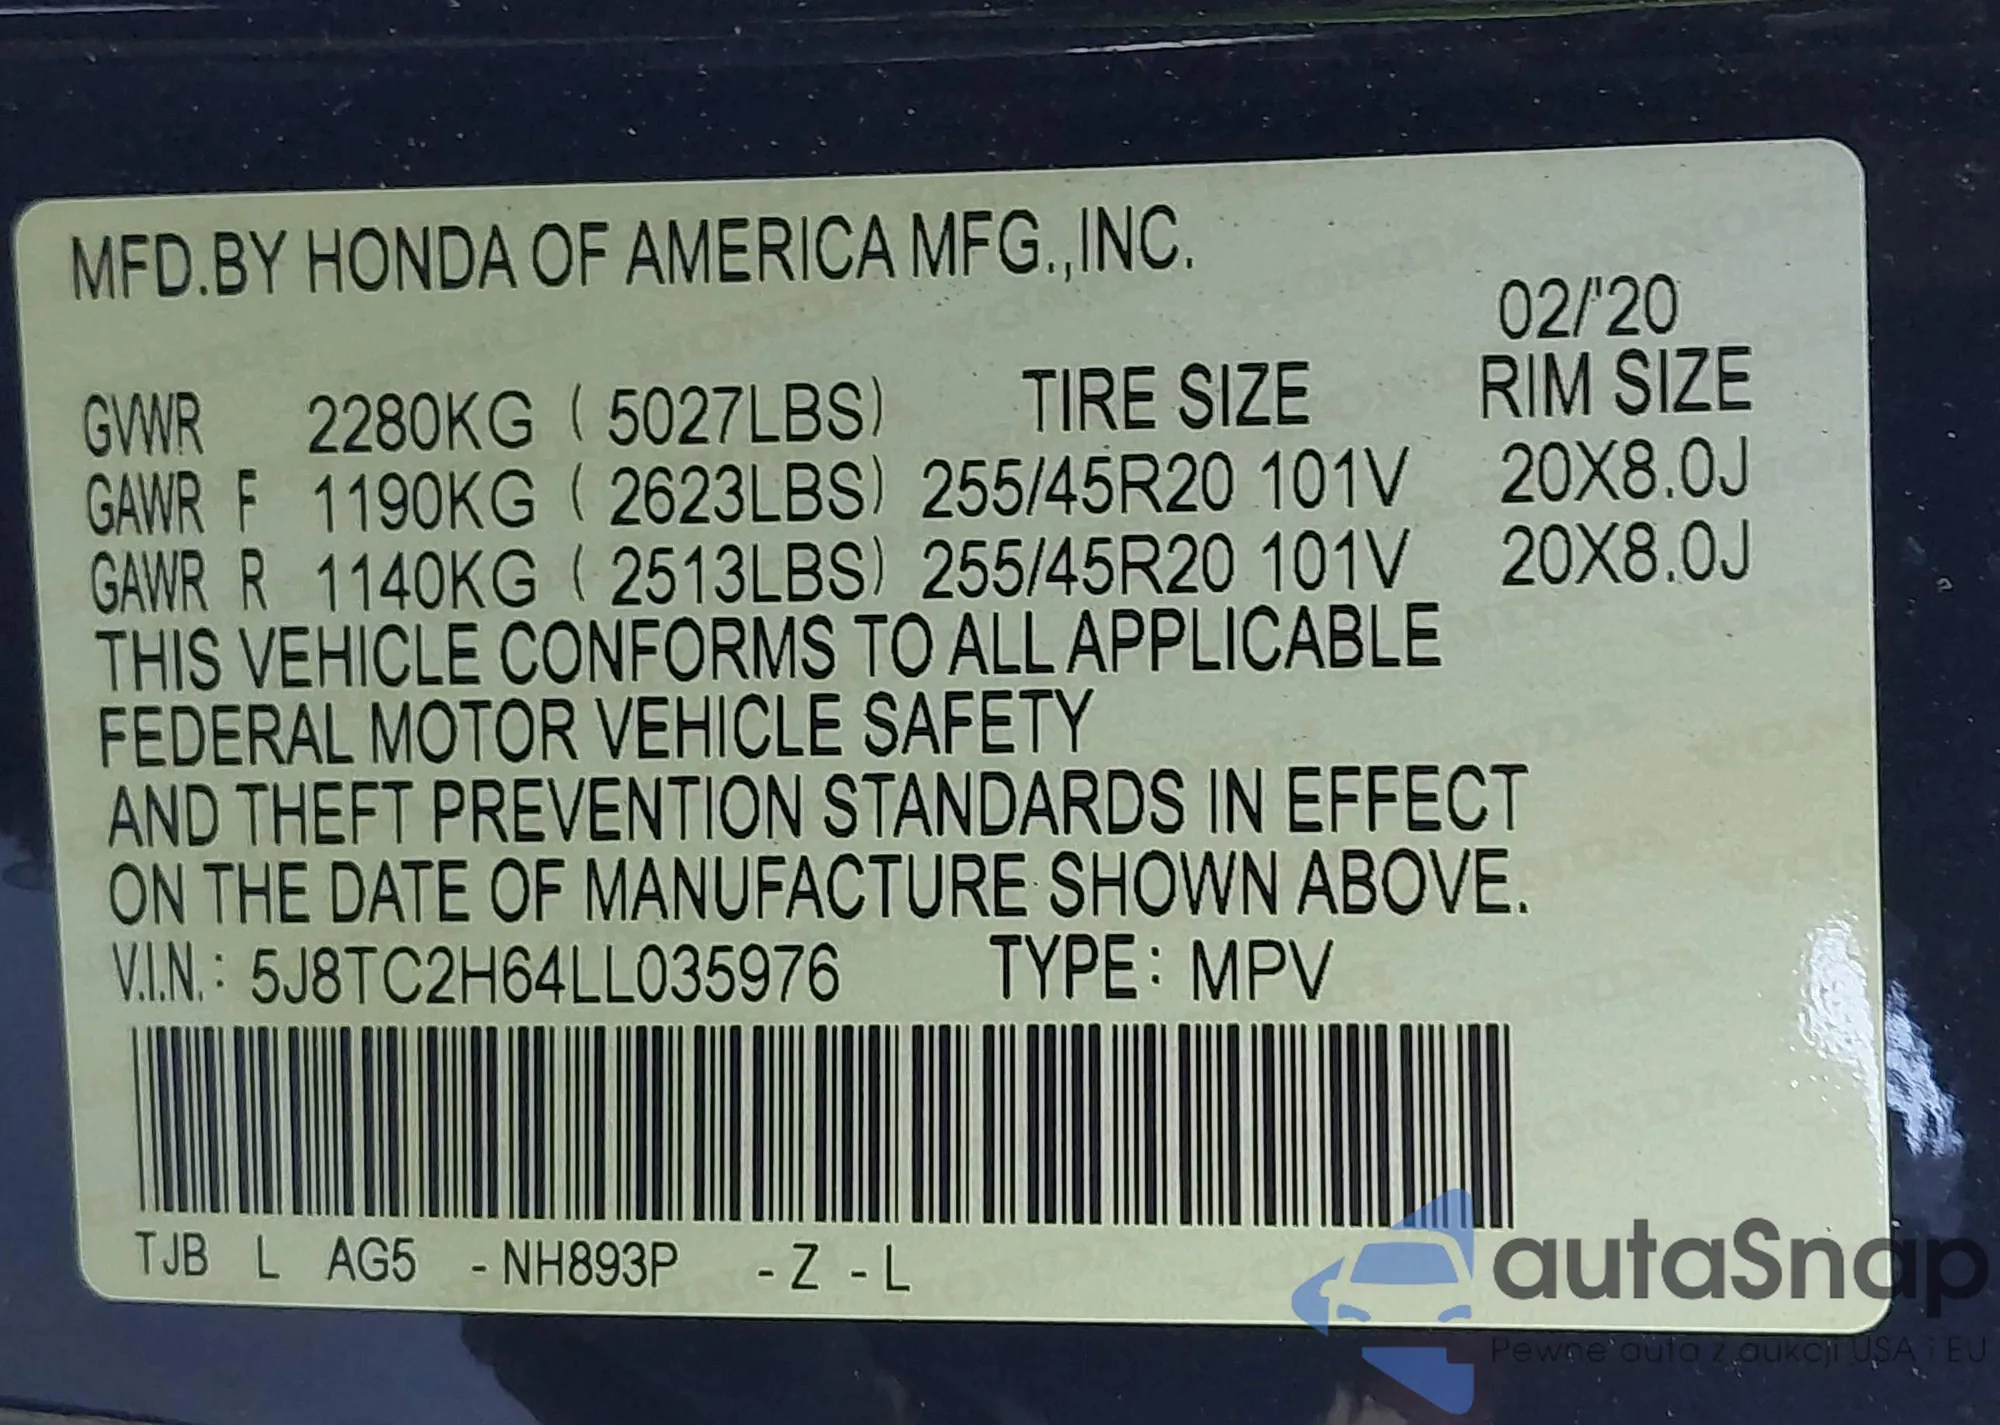 MFD.BY HONDA OF AMERICA MFG.,INC.
02/'20
GVWR 2280KG ( 5027LBS) TIRE SIZE RIM SIZE
GAWR F 1190KG ( 2623LBS) 255/45R20 101V 20X8.0J
GAWR R 1140KG ( 2513LBS) 255/45R20 101V 20X8.0J
THIS VEHICLE CONFORMS TO ALL APPLICABLE
FEDERAL MOTOR VEHICLE SAFETY
AND THEFT PREVENTION STANDARDS IN EFFECT
ON THE DATE OF MANUFACTURE SHOWN ABOVE.
V.I.N.: 5J8TC2H64LL035976 TYPE: MPV
TJB L AG5 -NH893P -Z -L
autaSnap
Pewne auta z aukcji USA i EU